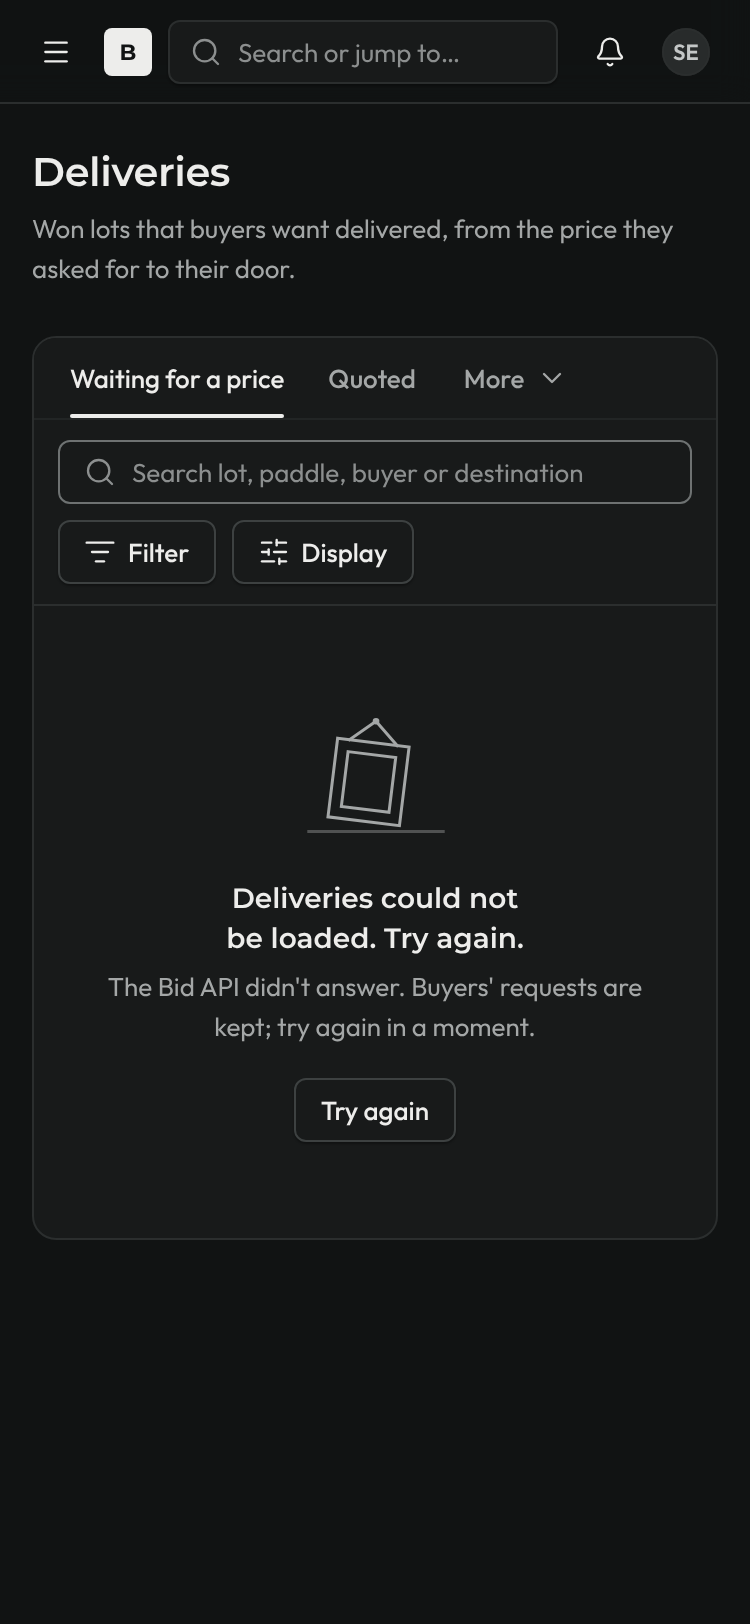 B
Search or jump to...
SE
Deliveries
Won lots that buyers want delivered, from the price they
asked for to their door.
Waiting for a price
Quoted
More
Search lot, paddle, buyer or destination
Filter
Display
Deliveries could not
be loaded. Try again.
The Bid API didn't answer. Buyers' requests are
kept; try again in a moment.
Try again